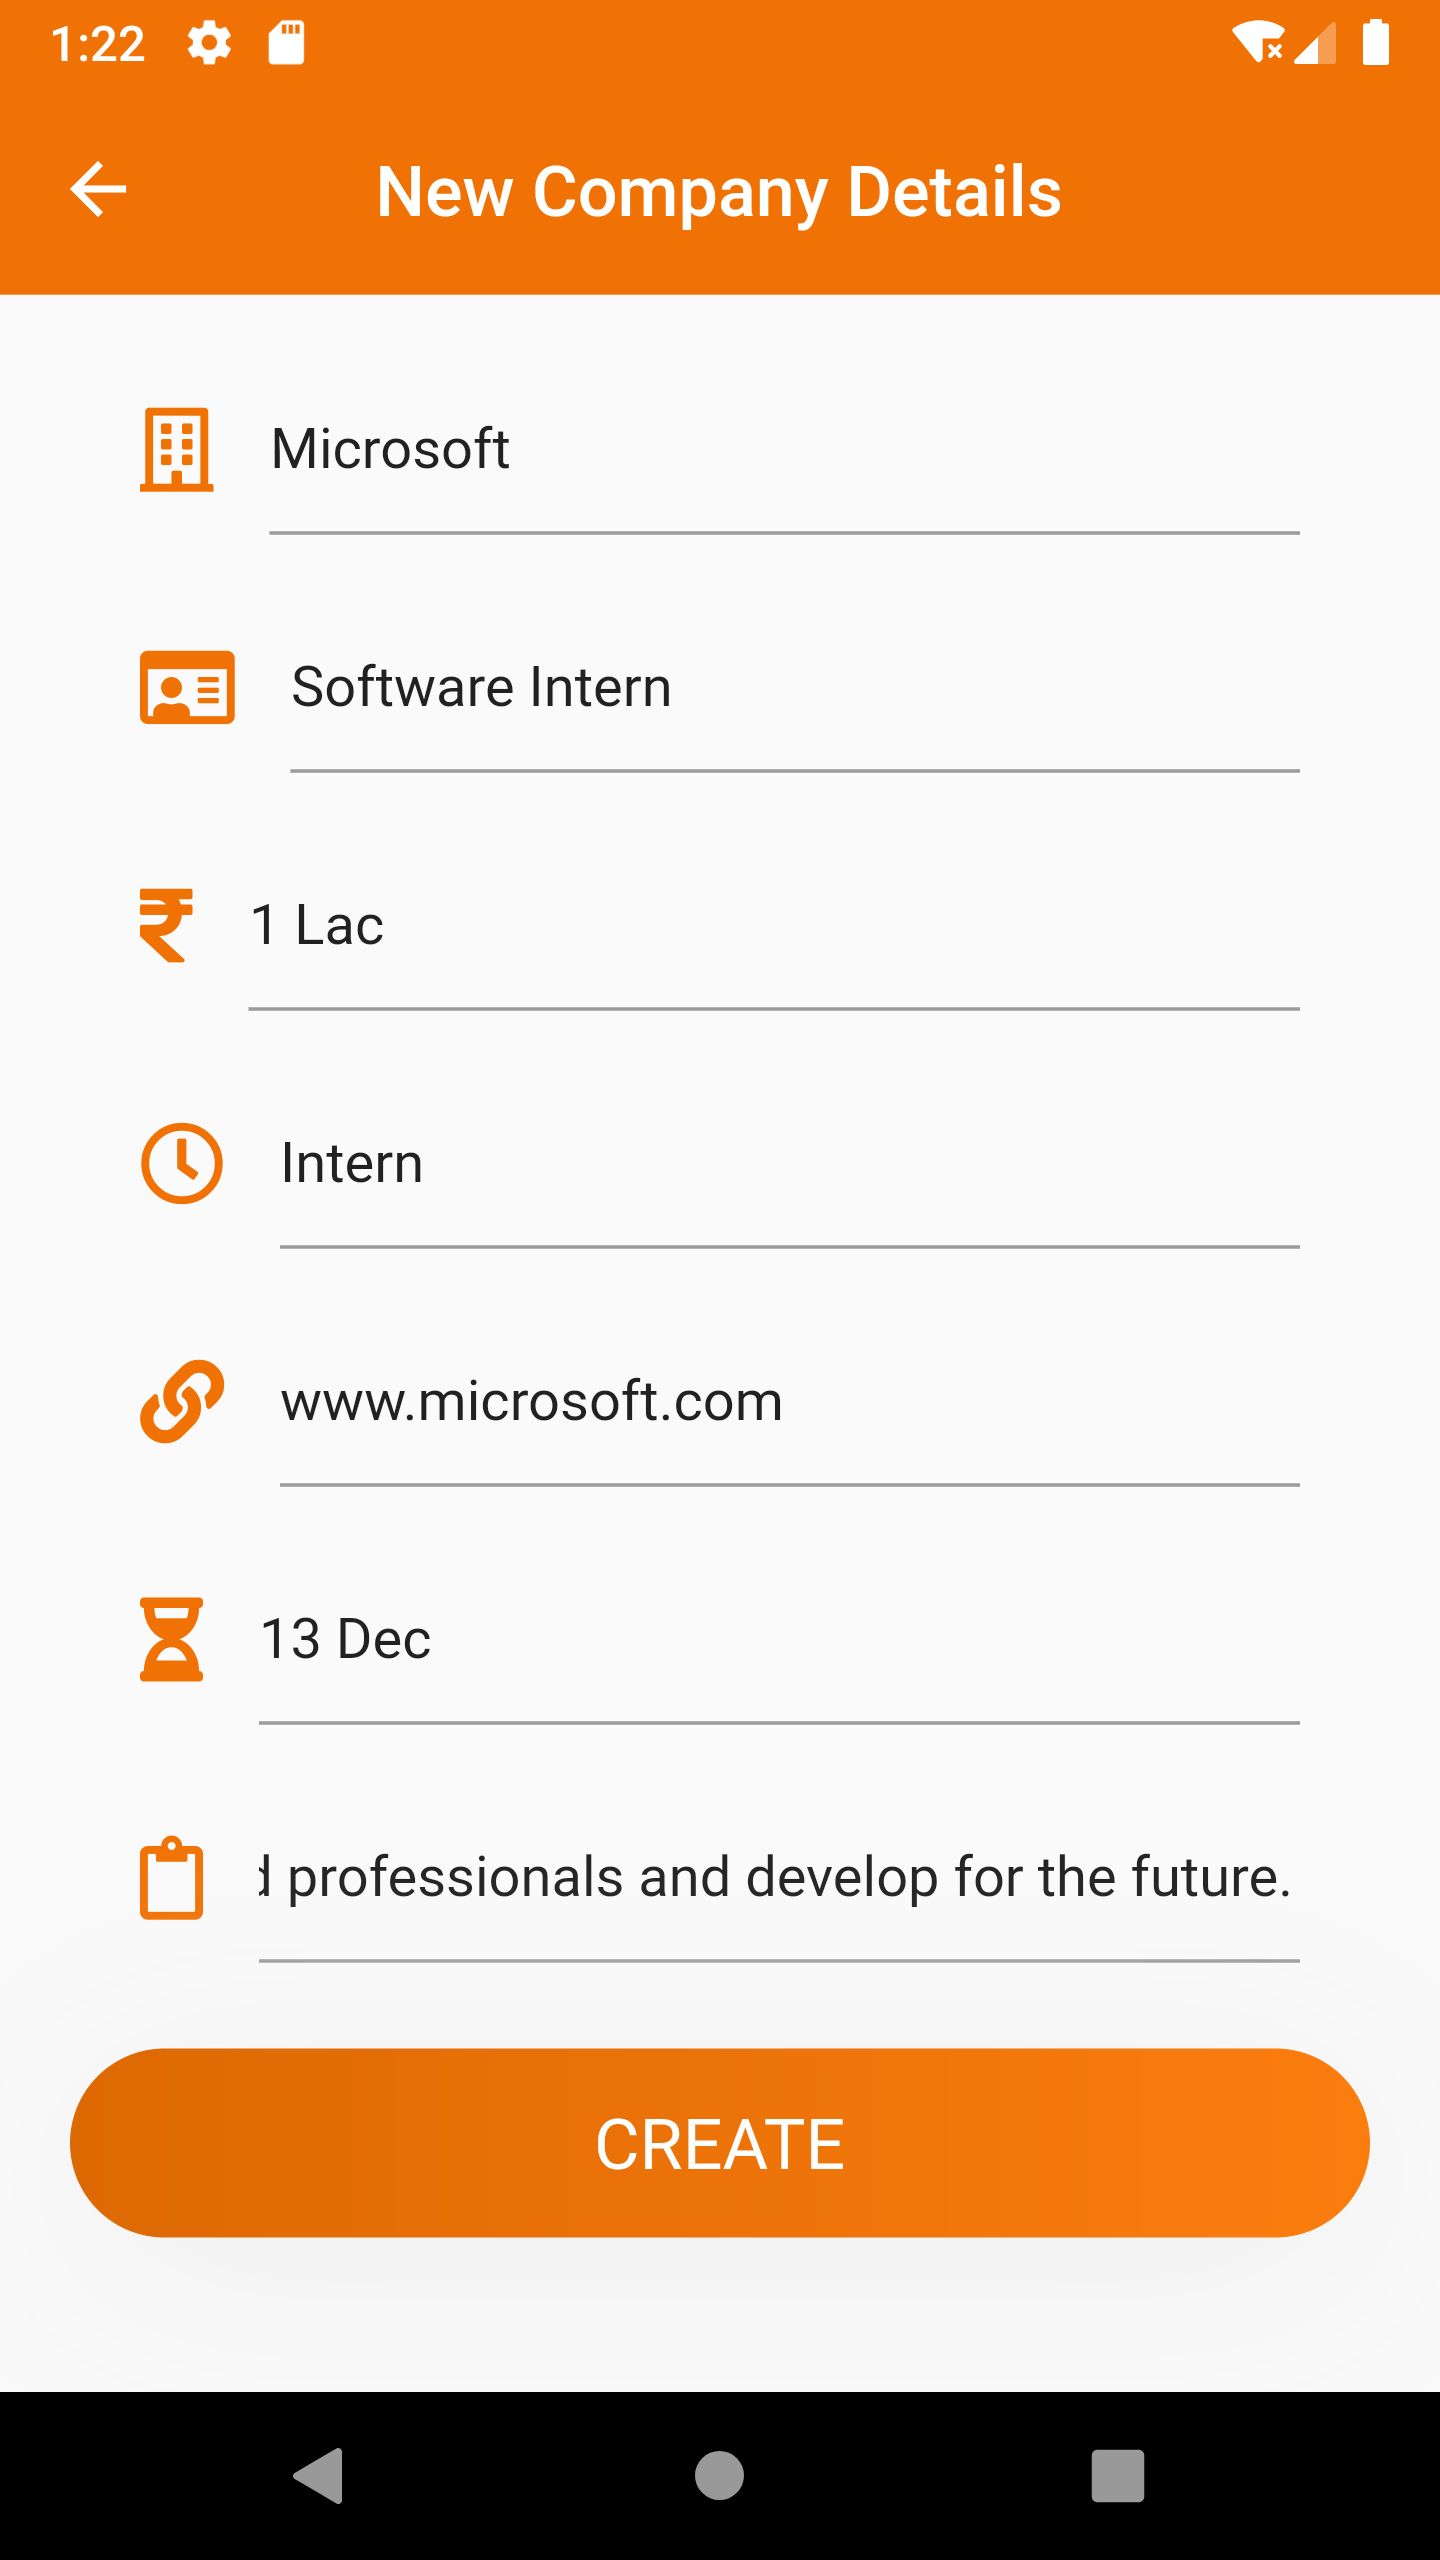 1:22
New Company Details
Microsoft
Software Intern
1 Lac
Intern
www.microsoft.com
13 Dec
professionals and develop for the future.
CREATE